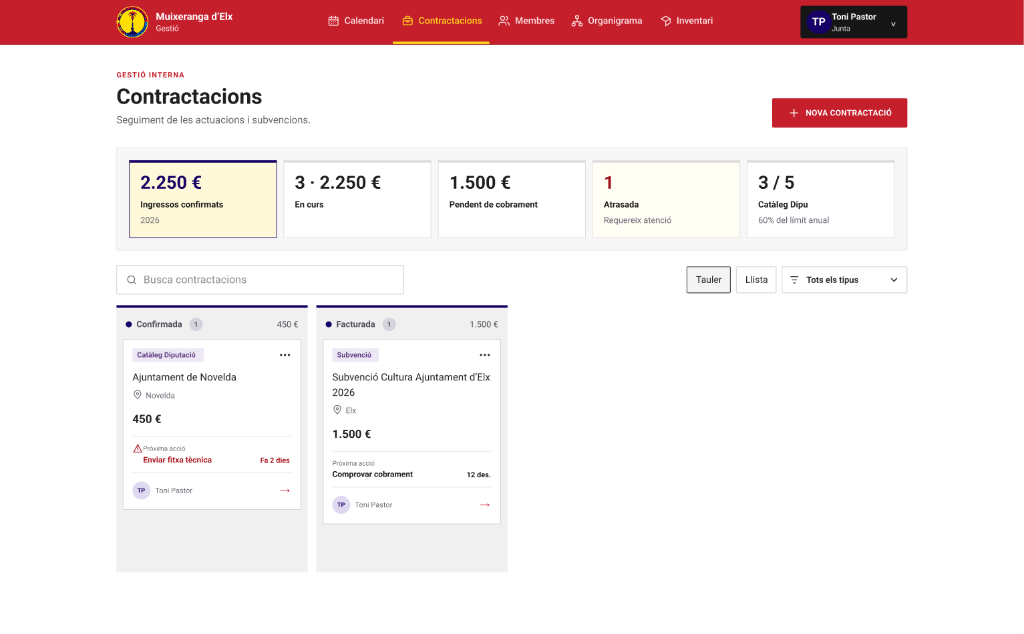 Muixeranga d'Elx
Gestió
Calendari
Contractacions
Membres
Organigrama
Inventari
TP
Toni Pastor
Junta
GESTIÓ INTERNA
Contractacions
Seguiment de les actuacions i subvencions.
NOVA CONTRACTACIÓ
2.250 €
Ingressos confirmats
2026
3 · 2.250 €
En curs
1.500 €
Pendent de cobrament
1
Atrasada
Requereix atenció
3 / 5
Catàleg Dipu
60% del límit anual
Busca contractacions
Tauler
Llista
Tots els tipus
Confirmada 1 450 €
Catàleg Diputació
Ajuntament de Novelda
Novelda
450 €
Pròxima acció
Enviar fitxa tècnica Fa 2 dies
TP Toni Pastor →
Facturada 1 1.500 €
Subvenció
Subvenció Cultura Ajuntament d'Elx
2026
Elx
1.500 €
Pròxima acció
Comprovar cobrament 12 des.
TP Toni Pastor →